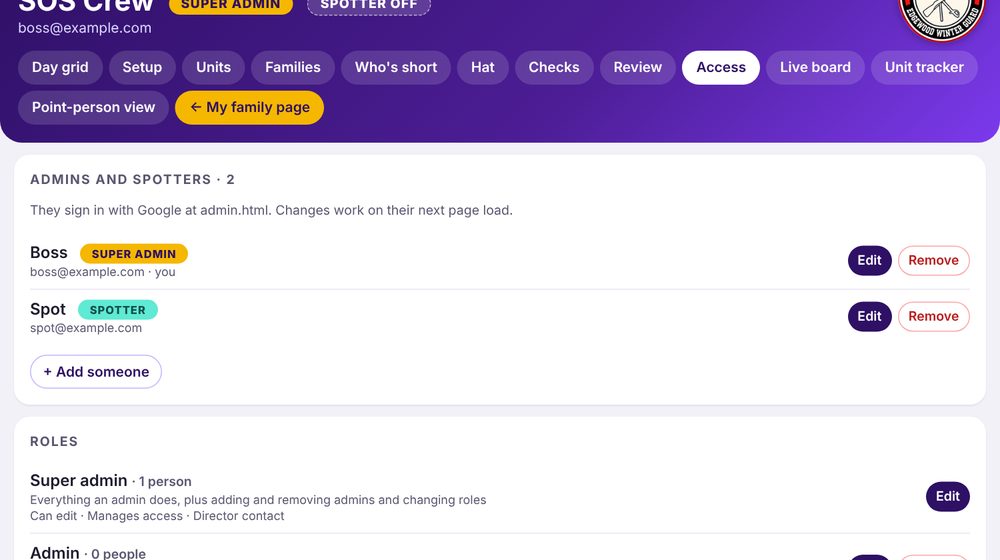 SOS Crew SUPER ADMIN SPOTTER OFF
boss@example.com
EDGEWOOD WINTER GUARD
Day grid Setup Units Families Who's short Hat Checks Review Access Live board Unit tracker
Point-person view ← My family page
ADMINS AND SPOTTERS · 2
They sign in with Google at admin.html. Changes work on their next page load.
Boss SUPER ADMIN
boss@example.com · you
Edit Remove
Spot SPOTTER
spot@example.com
Edit Remove
+ Add someone
ROLES
Super admin · 1 person
Everything an admin does, plus adding and removing admins and changing roles
Can edit · Manages access · Director contact
Edit
Admin · 0 people